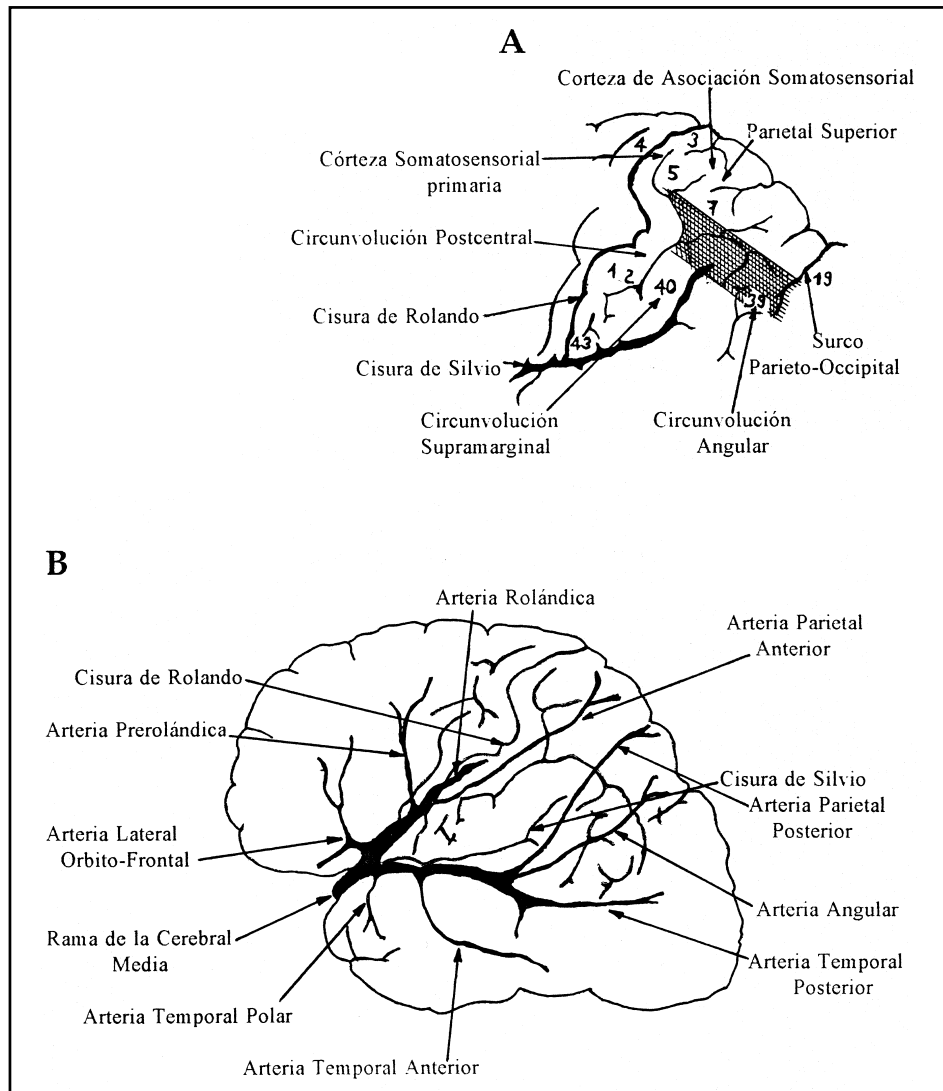 A
Corteza de Asociación Somatosensorial
Parietal Superior
Córteza Somatosensorial
primaria
4
3
5
7
Circunvolución Postcentral
1 2
40
39
19
Cisura de Rolando
43
Surco
Parieto-Occipital
Cisura de Silvio
Circunvolución
Supramarginal
Circunvolución
Angular
B
Arteria Rolándica
Arteria Parietal
Anterior
Cisura de Rolando
Arteria Prerolándica
Cisura de Silvio
Arteria Parietal
Posterior
Arteria Lateral
Orbito-Frontal
Arteria Angular
Rama de la Cerebral
Media
Arteria Temporal
Posterior
Arteria Temporal Polar
Arteria Temporal Anterior